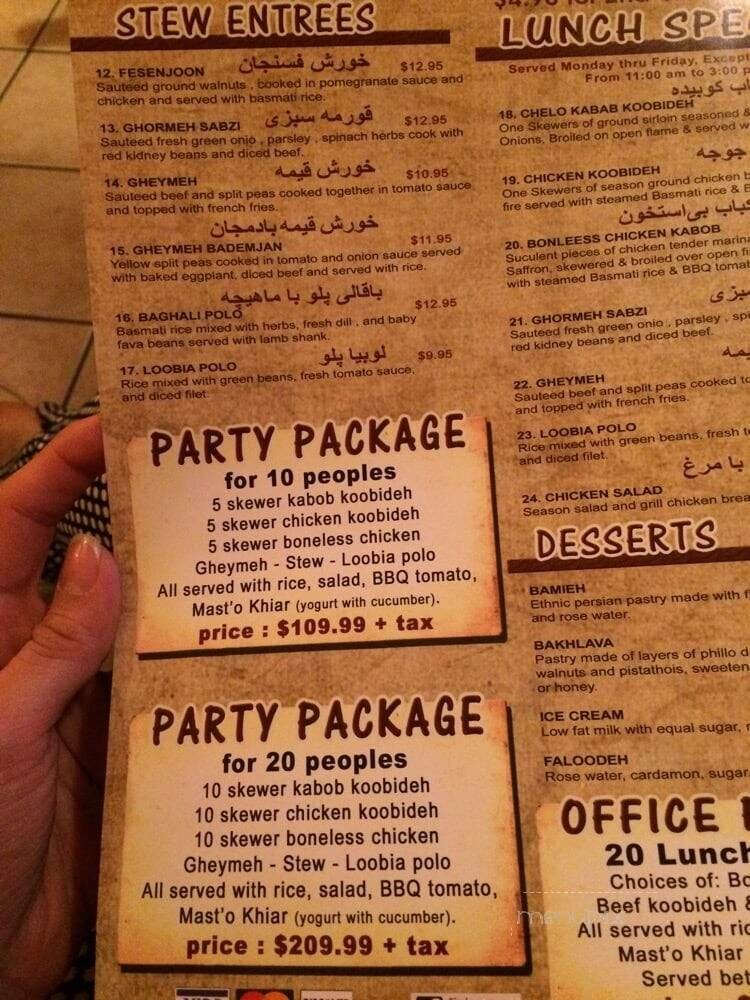 STEW ENTREES
12. FESENJOON خورش فسنجان $12.95
Sauteed ground walnuts , booked in pomegranate sauce and
chicken and served with basmati rice.
13. GHORMEH SABZI قورمه سبزی $12.95
Sauteed fresh green onio , parsley , spinach herbs cook with
red kidney beans and diced beef.
14. GHEYMEH خورش قیمه $10.95
Sauteed beef and split peas cooked together in tomato sauce
and topped with french fries.
خورش قیمه بادمجان
15. GHEYMEH BADEMJAN $11.95
Yellow split peas cooked in tomato and onion sauce served
with baked eggplant, diced beef and served with rice.
باقالی پلو با ماهیچه
16. BAGHALI POLO $12.95
Basmati rice mixed with herbs, fresh dill , and baby
fava beans served with lamb shank.
17. LOOBIA POLO لوبیا پلو $9.95
Rice mixed with green beans, fresh tomato sauce,
and diced filet
PARTY PACKAGE
for 10 peoples
5 skewer kabob koobideh
5 skewer chicken koobideh
5 skewer boneless chicken
Gheymeh - Stew - Loobia polo
All served with rice, salad, BBQ tomato,
Mast'o Khiar (yogurt with cucumber).
price : $109.99 + tax
PARTY PACKAGE
for 20 peoples
10 skewer kabob koobideh
10 skewer chicken koobideh
10 skewer boneless chicken
Gheymeh - Stew - Loobia polo
All served with rice, salad, BBQ tomato,
Mast'o Khiar (yogurt with cucumber).
price : $209.99 + tax
LUNCH SPE
Served Monday thru Friday, Except
From 11:00 am to 3:00 p
کوبیده
18. CHELO KABAB KOOBIDEH
One Skewers of ground sirloin seasoned &
Onions, Broiled on open flame & served w
جوجه
19. CHICKEN KOOBIDEH
One Skewers of season ground chicken b
fire served with steamed Basmati rice & B
کباب بی‌استخون
20. BONLEESS CHICKEN KABOB
Suculent pieces of chicken tender marina
Saffron, skewered & broiled over open fi
with steamed Basmati rice & BBQ tomat
سبزی
21. GHORMEH SABZI
Sauteed fresh green onio , parsley , spi
red kidney beans and diced beef.
یمه
22. GHEYMEH
Sauteed beef and split peas cooked to
and topped with french fries.
23. LOOBIA POLO
Rice mixed with green beans, fresh t
and diced filet.
با مرغ
24. CHICKEN SALAD
Season salad and grill chicken brea
DESSERTS
BAMIEH
Ethnic persian pastry made with f
and rose water.
BAKHLAVA
Pastry made of layers of phillo d
walnuts and pistathois, sweeten
or honey.
ICE CREAM
Low fat milk with equal sugar, r
FALOODEH
Rose water, cardamon, sugar
OFFICE
20 Lunch
Choices of: Bo
Beef koobideh &
All served with ric
Mast'o Khiar
Served bet